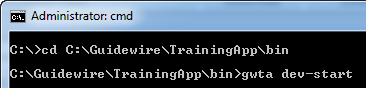 Administrator: cmd
C:\>cd C:\Guidewire\TrainingApp\bin
C:\Guidewire\TrainingApp\bin>gwta dev-start